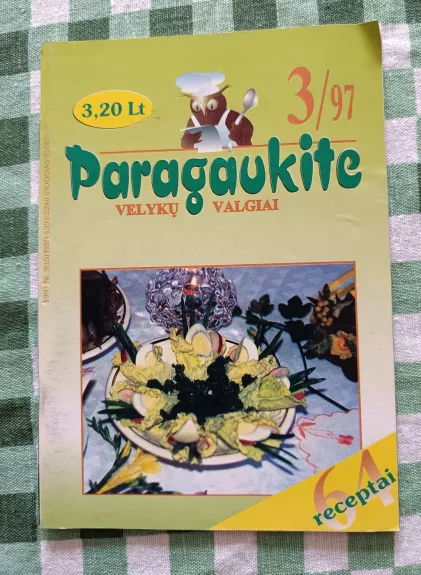 3,20 Lt
3/97
Paragaukite
VELYKŲ VALGIAI
64
receptai